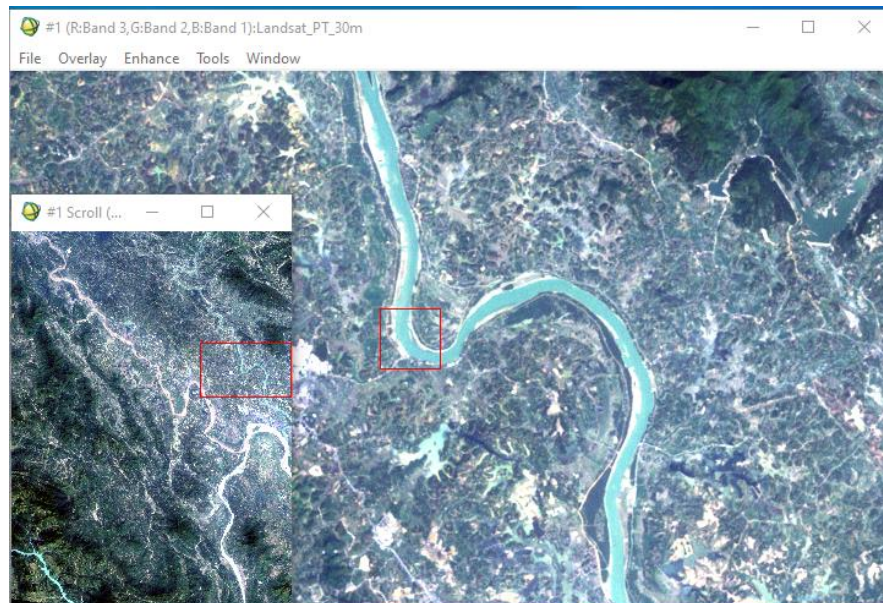 #1 (R:Band 3,G:Band 2,B:Band 1):Landsat_PT_30m
File Overlay Enhance Tools Window
#1 Scroll (...